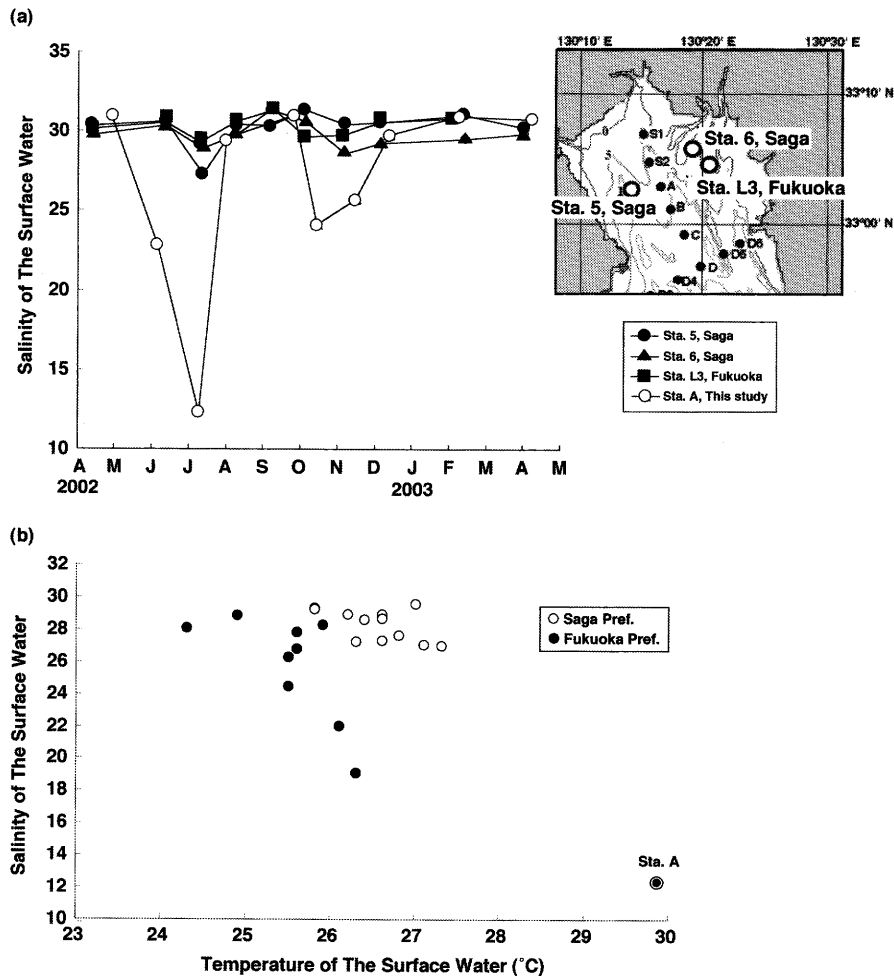 (a)
Salinity of The Surface Water
35
30
25
20
15
10
A M J J A S O N D J F M A M
2002 2003
130°10' E 130°20' E 130°30' E
33°10' N
33°00' N
0
5
S1
S2
A
B
C
D
D4
D5
D6
Sta. 6, Saga
Sta. L3, Fukuoka
Sta. 5, Saga
Sta. 5, Saga
Sta. 6, Saga
Sta. L3, Fukuoka
Sta. A, This study
(b)
Salinity of The Surface Water
32
30
28
26
24
22
20
18
16
14
12
10
Saga Pref.
Fukuoka Pref.
Sta. A
23 24 25 26 27 28 29 30
Temperature of The Surface Water (°C)